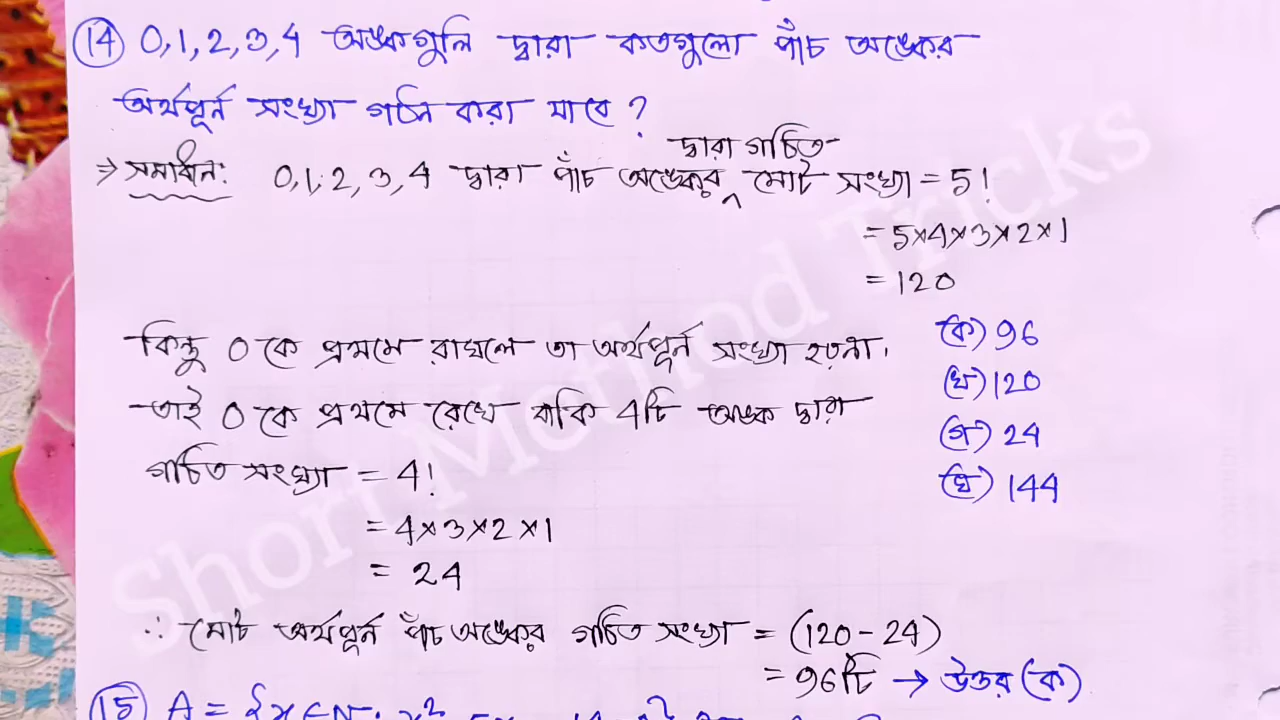 14 0,1,2,3,4 অঙ্কগুলি দ্বারা কতগুলো পাঁচ অঙ্কের
অর্থপূর্ন সংখ্যা গঠন করা যাবে ?
⇒ সমাধান: 0,1,2,3,4 দ্বারা পাঁচ অঙ্কের দ্বারা গঠিত মোট সংখ্যা = 5!
= 5×4×3×2×1
= 120
কিন্তু 0 কে প্রথমে রাখলে তা অর্থপূর্ন সংখ্যা হয়না।
তাই 0 কে প্রথমে রেখে বাকি 4টি অঙ্ক দ্বারা
গঠিত সংখ্যা = 4!
= 4×3×2×1
= 24
(ক) 96
(খ) 120
(গ) 24
(ঘ) 144
∴ মোট অর্থপূর্ন পাঁচ অঙ্কের গঠিত সংখ্যা = (120-24)
= 96টি → উত্তর (ক)
15 A =
Short Method Tricks